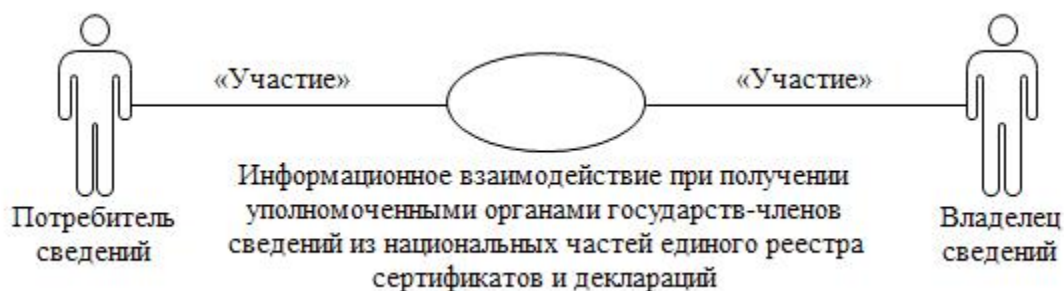 «Участие»
«Участие»
Информационное взаимодействие при получении
уполномоченными органами государств-членов
сведений из национальных частей единого реестра
сертификатов и деклараций
Потребитель
сведений
Владелец
сведений